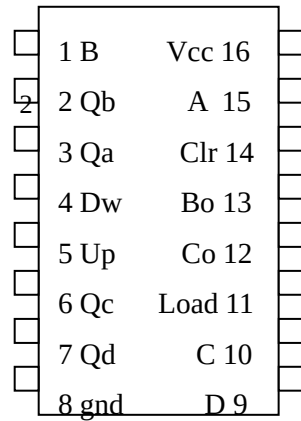 1 B Vcc 16
2 2 Qb A 15
3 Qa Clr 14
4 Dw Bo 13
5 Up Co 12
6 Qc Load 11
7 Qd C 10
8 gnd D 9